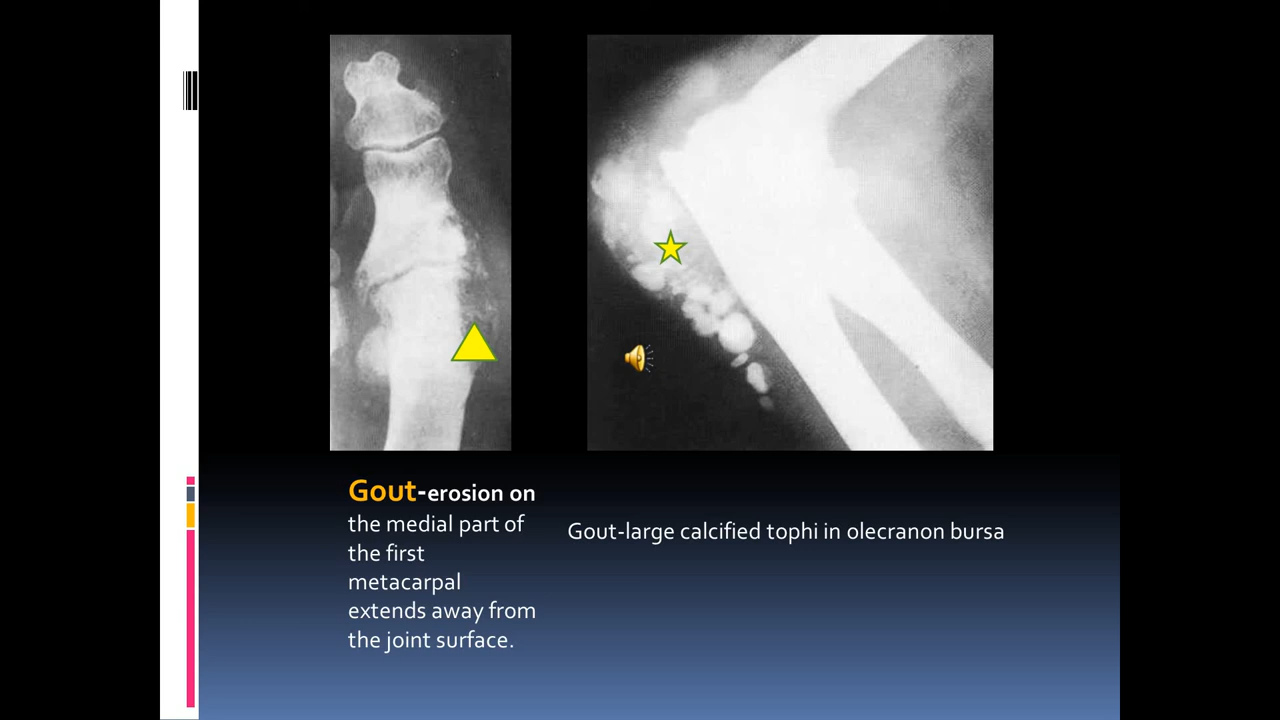 Gout-erosion on
the medial part of
the first
metacarpal
extends away from
the joint surface.
Gout-large calcified tophi in olecranon bursa